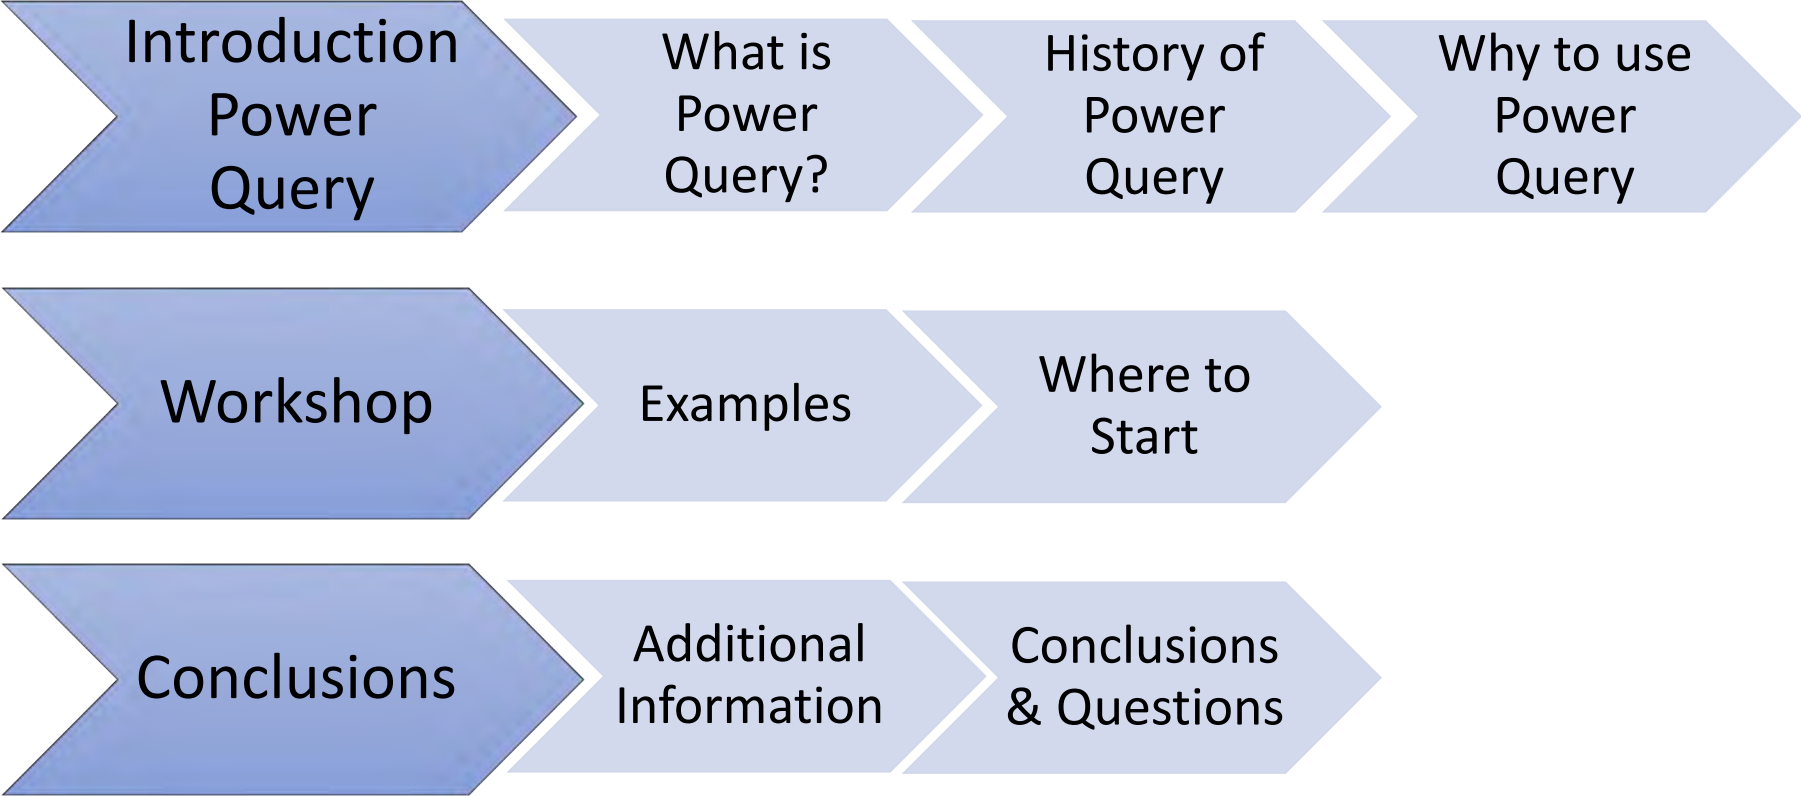 Introduction
Power
Query
What is
Power
Query?
History of
Power
Query
Why to use
Power
Query
Workshop
Examples
Where to
Start
Conclusions
Additional
Information
Conclusions
& Questions